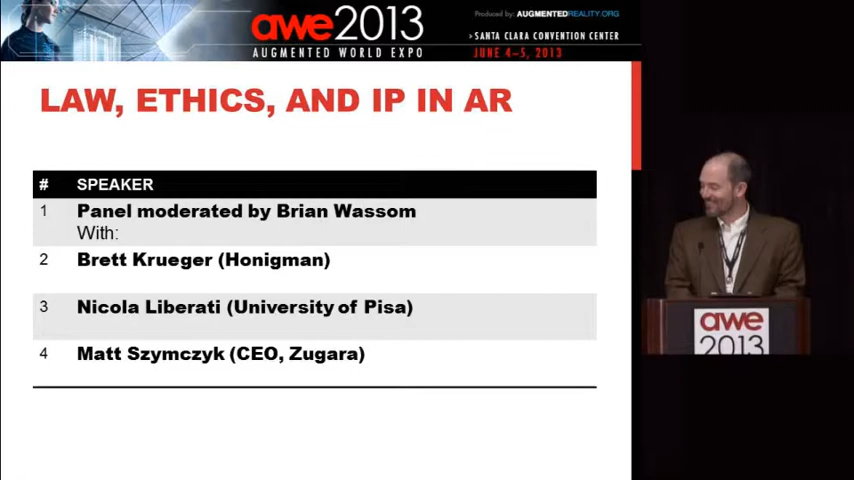 awe2013
AUGMENTED WORLD EXPO
Produced by: AUGMENTEDREALITY.ORG
SANTA CLARA CONVENTION CENTER
JUNE 4-5, 2013
LAW, ETHICS, AND IP IN AR
# SPEAKER
1 Panel moderated by Brian Wassom
With:
2 Brett Krueger (Honigman)
3 Nicola Liberati (University of Pisa)
4 Matt Szymczyk (CEO, Zugara)
awe
2013